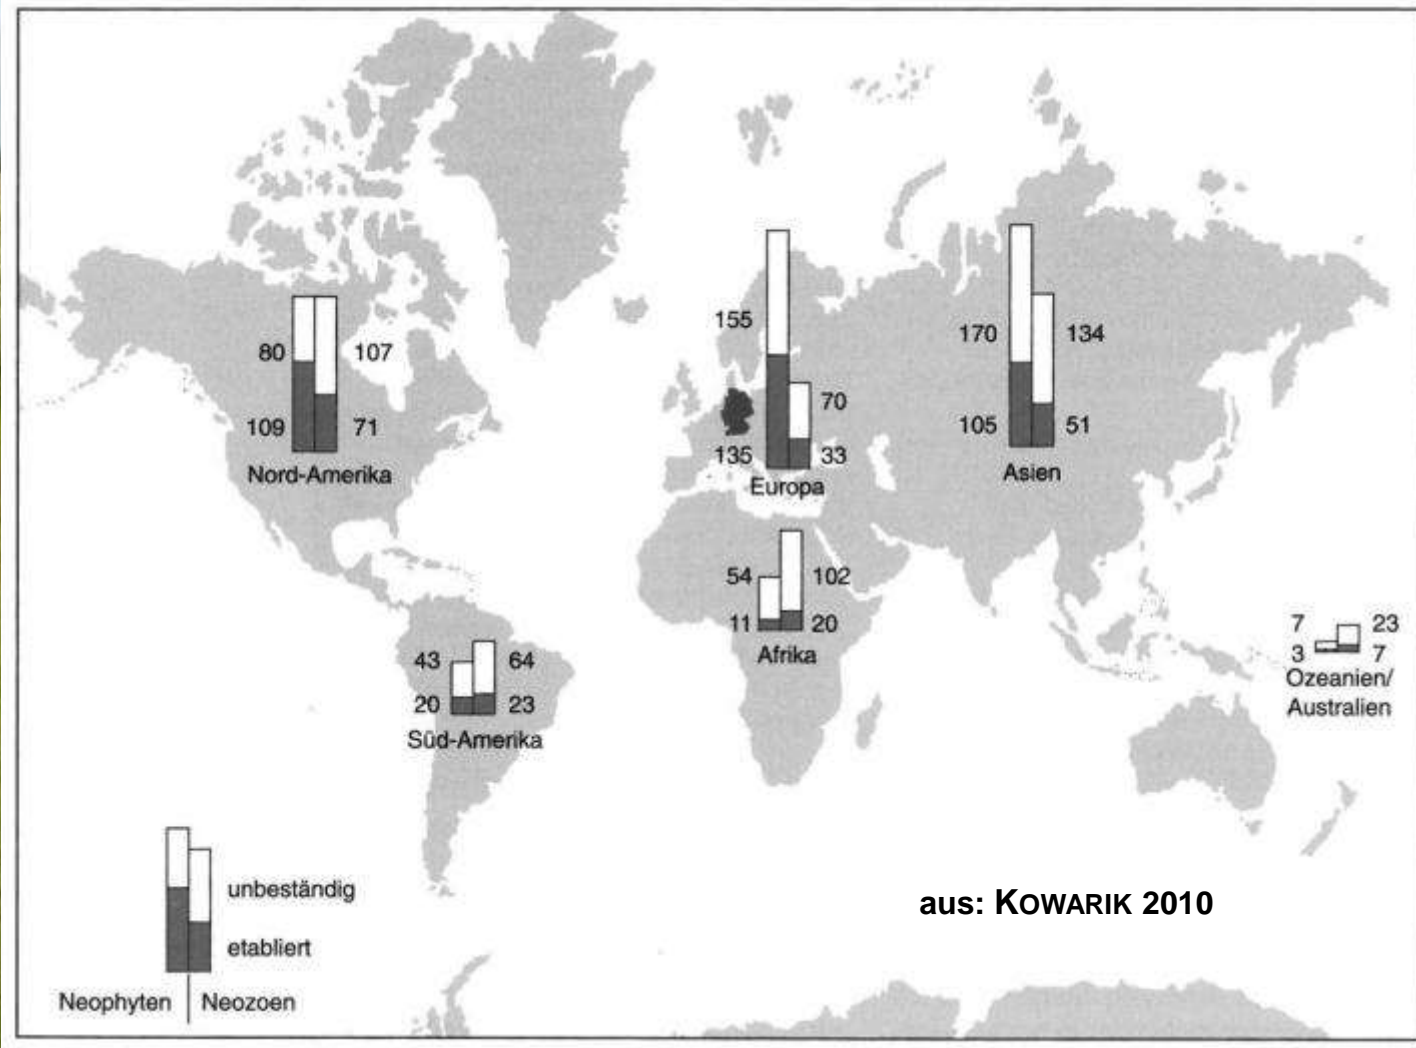 80 107
109 71
Nord-Amerika
155
70
135 33
Europa
170 134
105 51
Asien
54 102
11 20
Afrika
43 64
20 23
Süd-Amerika
7 23
3 7
Ozeanien/
Australien
unbeständig
etabliert
Neophyten Neozoen
aus: KOWARIK 2010